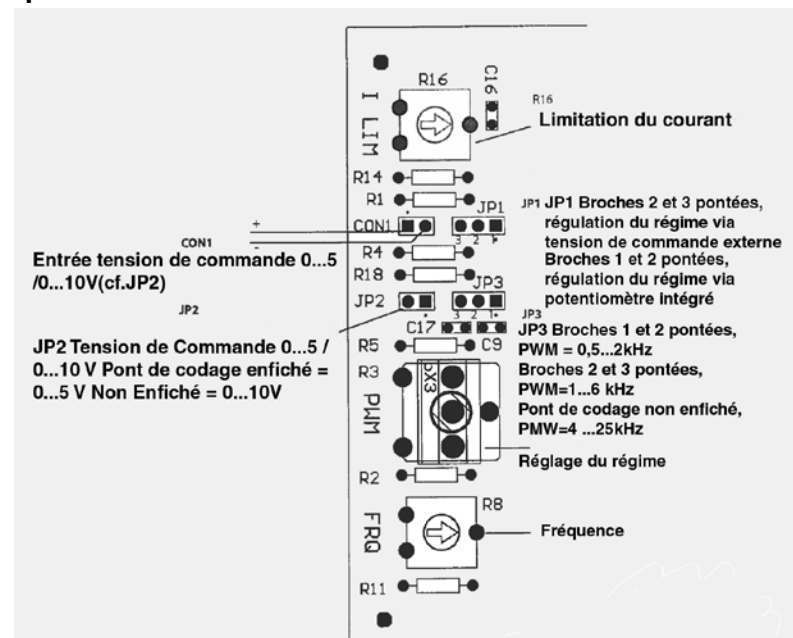 R16
C16
R16
Limitation du courant
I LIM
R14
R1
JP1
CON1
+
-
3 2 1
JP1 JP1 Broches 2 et 3 pontées,
régulation du régime via
tension de commande externe
Broches 1 et 2 pontées,
régulation du régime via
potentiomètre intégré
CON1
Entrée tension de commande 0...5
/0...10V(cf.JP2)
R4
R18
JP2
JP3
JP2
3 2 1
C17
C9
JP3
JP3 Broches 1 et 2 pontées,
PWM = 0,5...2kHz
Broches 2 et 3 pontées,
PWM=1...6 kHz
Pont de codage non enfiché,
PMW=4 ...25kHz
JP2 Tension de Commande 0...5 /
0...10 V Pont de codage enfiché =
0...5 V Non Enfiché = 0...10V
R5
R3
PWM
Réglage du régime
R2
R8
FRQ
Fréquence
R11